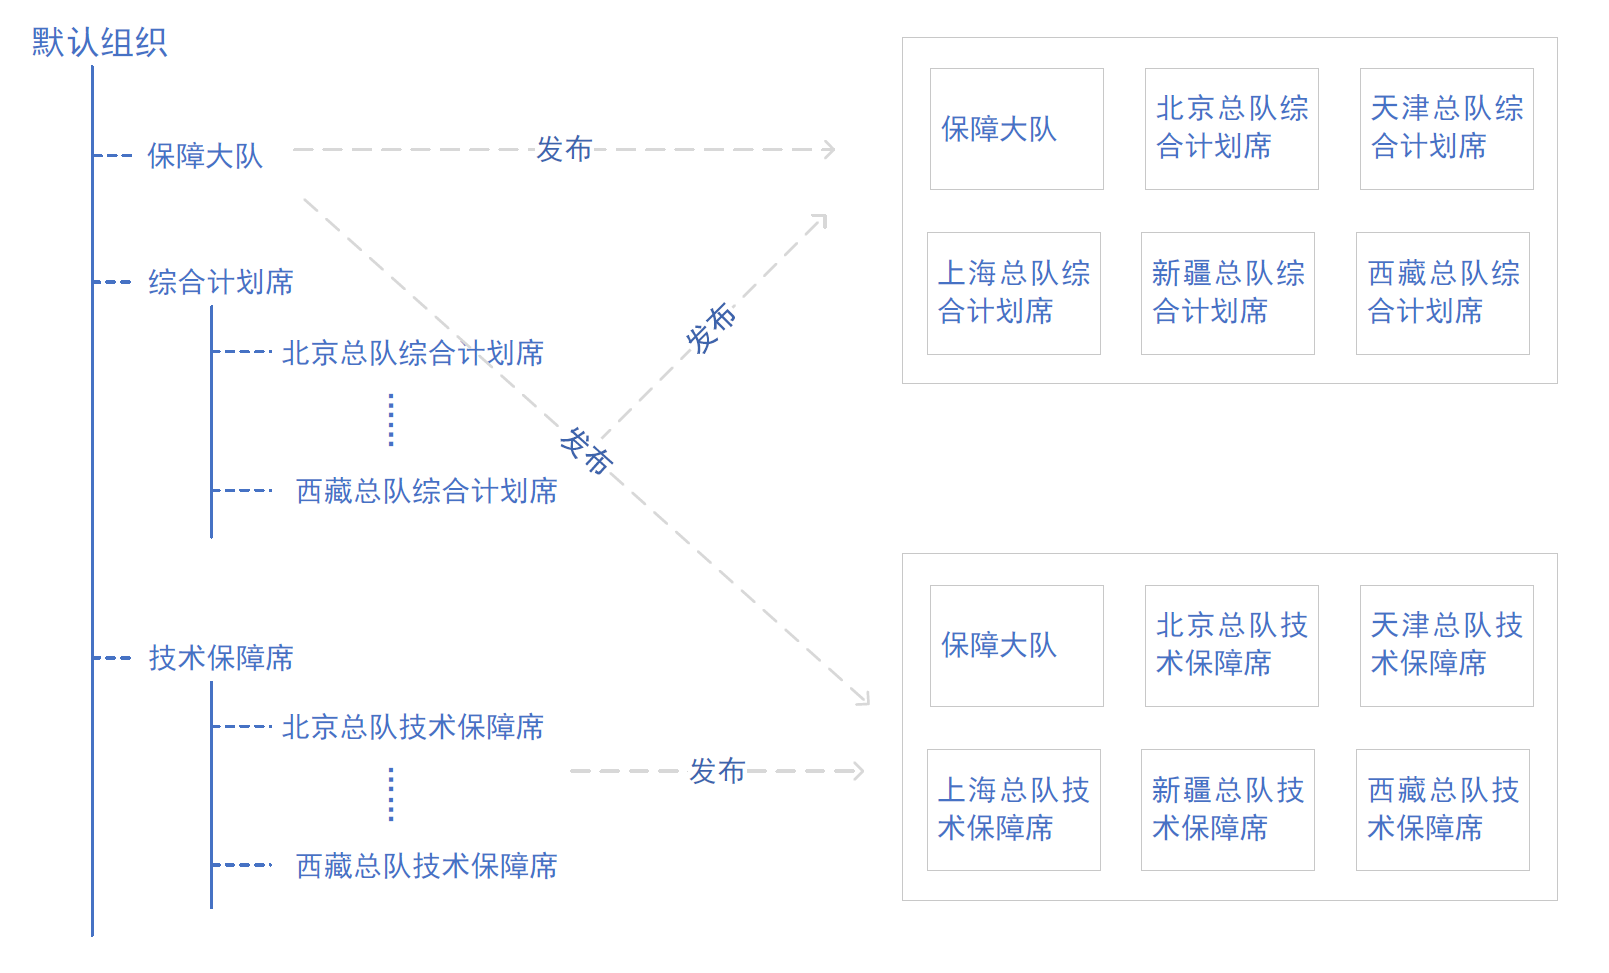 默认组织
保障大队
综合计划席
北京总队综合计划席
西藏总队综合计划席
技术保障席
北京总队技术保障席
西藏总队技术保障席
发布
发布
发布
发布
保障大队
北京总队综
合计划席
天津总队综
合计划席
上海总队综
合计划席
新疆总队综
合计划席
西藏总队综
合计划席
保障大队
北京总队技
术保障席
天津总队技
术保障席
上海总队技
术保障席
新疆总队技
术保障席
西藏总队技
术保障席